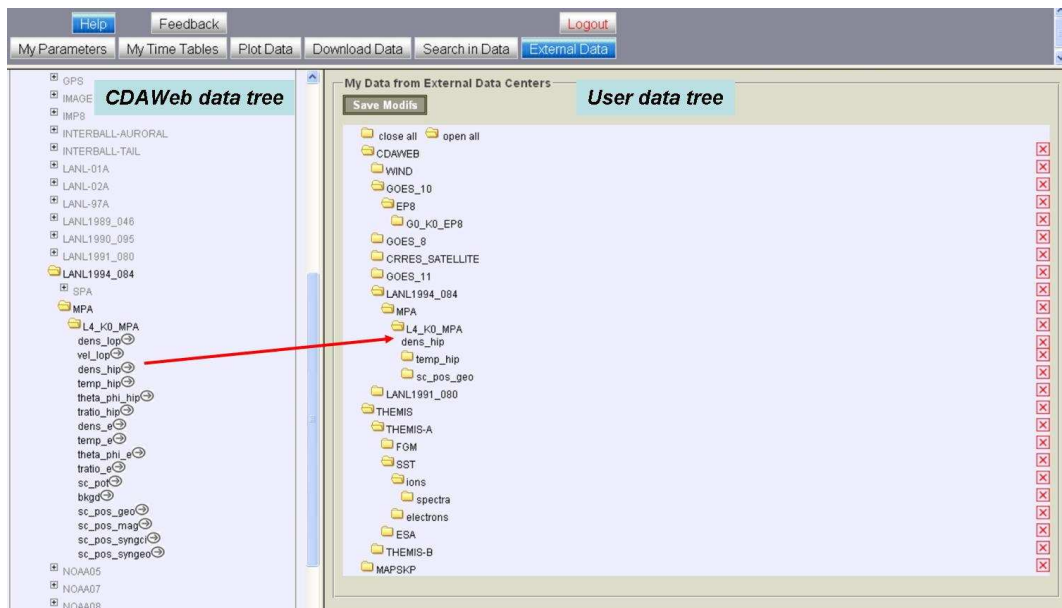 Help Feedback Logout
My Parameters My Time Tables Plot Data Download Data Search in Data External Data
CDAWeb data tree
GPS
IMAGE
IMP8
INTERBALL-AURORAL
INTERBALL-TAIL
LANL-01A
LANL-02A
LANL-97A
LANL1989_046
LANL1990_095
LANL1991_080
LANL1994_084
SPA
MPA
L4_K0_MPA
dens_lop
vel_lop
dens_hip
temp_hip
theta_phi_hip
tratio_hip
dens_e
temp_e
theta_phi_e
tratio_e
sc_pot
bkgd
sc_pos_geo
sc_pos_mag
sc_pos_syngci
sc_pos_syngeo
NOAA05
NOAA07
NOAA08
My Data from External Data Centers
Save Modifs
User data tree
close all open all
CDAWEB
WIND
GOES_10
EP8
G0_K0_EP8
GOES_8
CRRES_SATELLITE
GOES_11
LANL1994_084
MPA
L4_K0_MPA
dens_hip
temp_hip
sc_pos_geo
LANL1991_080
THEMIS
THEMIS-A
FGM
SST
ions
spectra
electrons
ESA
THEMIS-B
MAPSKP